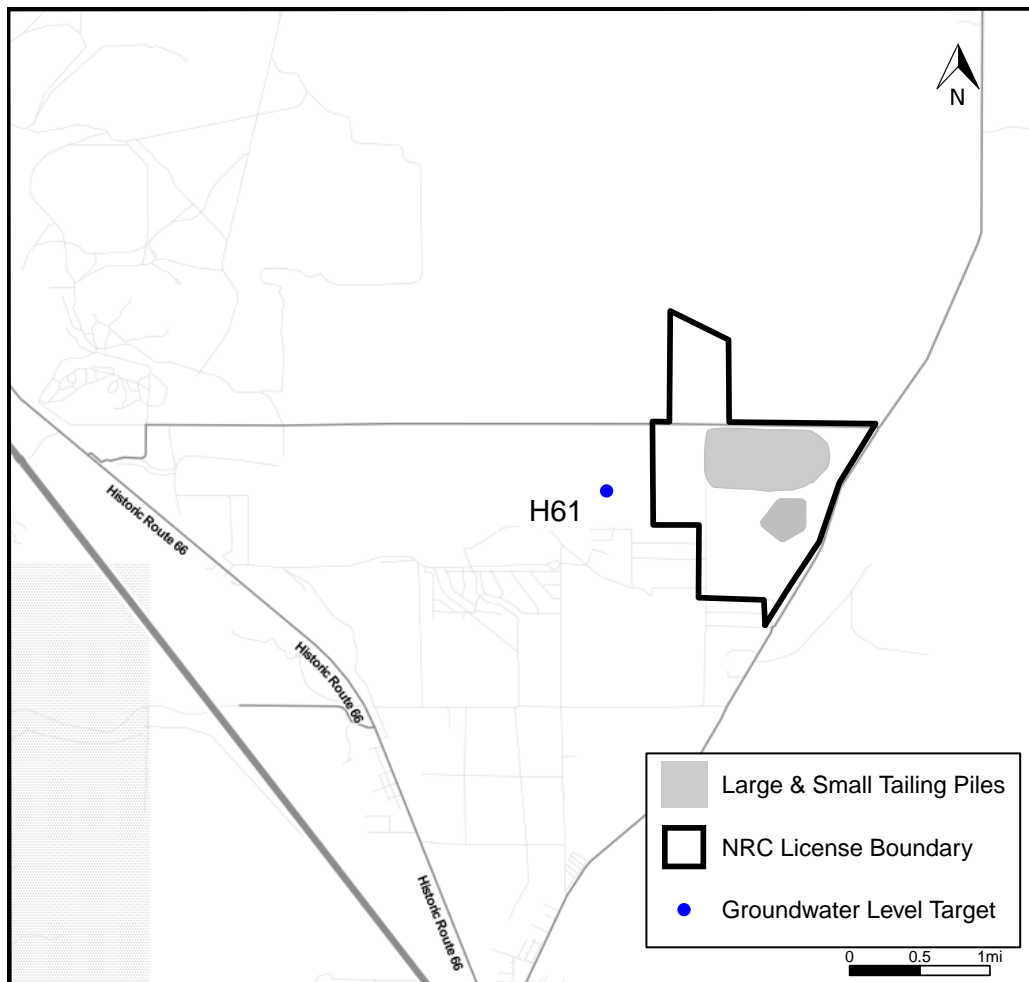 N
H61
Historic Route 66
Historic Route 66
Historic Route 66
Large & Small Tailing Piles
NRC License Boundary
Groundwater Level Target
0 0.5 1mi